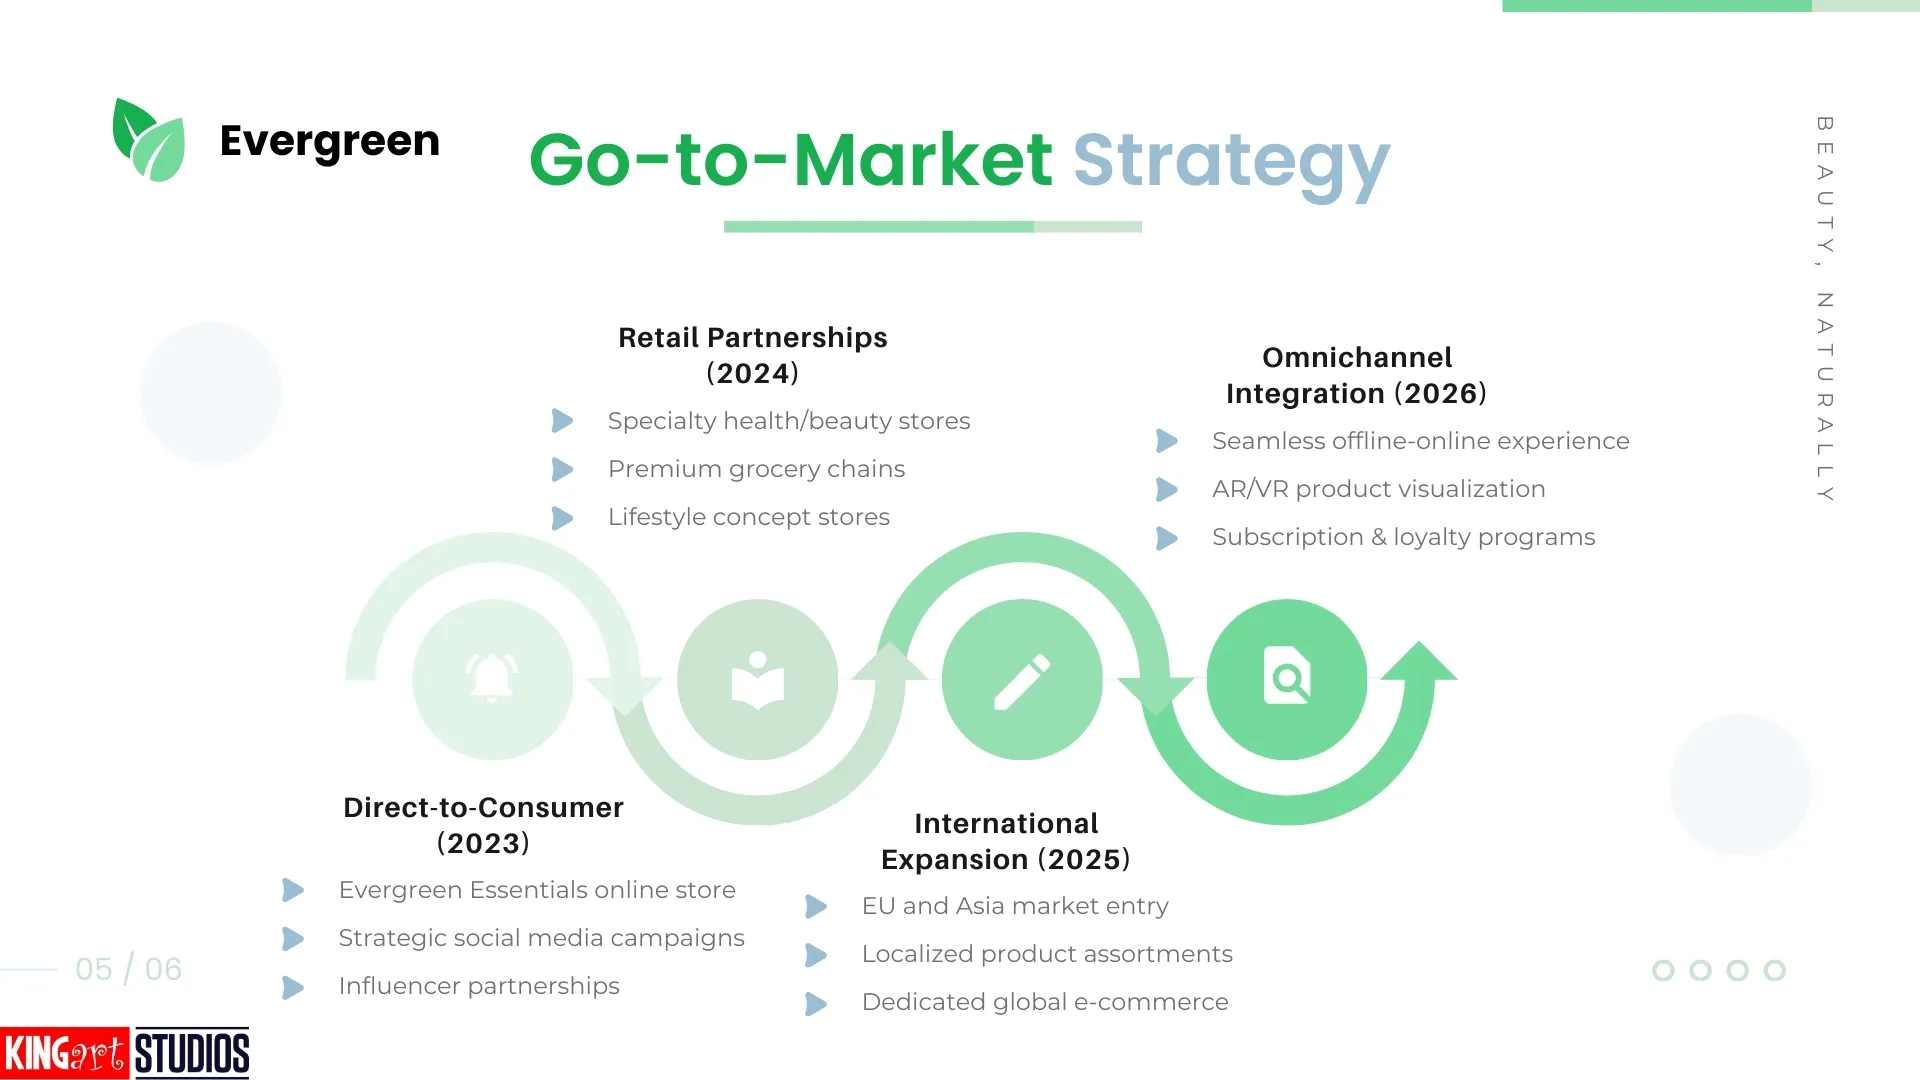 Evergreen
Go-to-Market Strategy
BEAUTY, NATURALLY
Retail Partnerships
(2024)
Specialty health/beauty stores
Premium grocery chains
Lifestyle concept stores
Omnichannel
Integration (2026)
Seamless offline-online experience
AR/VR product visualization
Subscription & loyalty programs
Direct-to-Consumer
(2023)
Evergreen Essentials online store
Strategic social media campaigns
Influencer partnerships
International
Expansion (2025)
EU and Asia market entry
Localized product assortments
Dedicated global e-commerce
05 / 06
KINGart STUDIOS